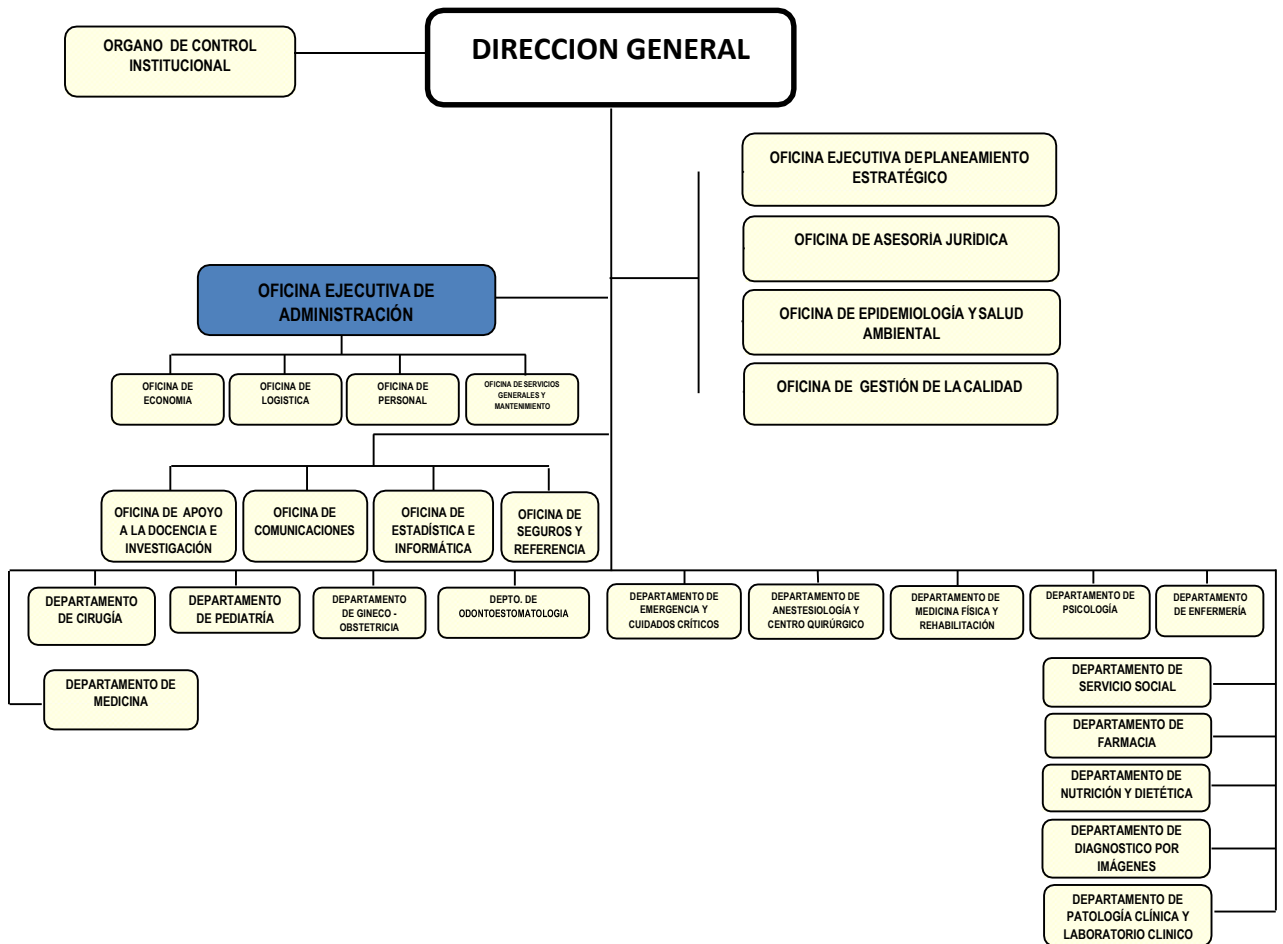 ORGANO DE CONTROL
INSTITUCIONAL
DIRECCION GENERAL
OFICINA EJECUTIVA DE PLANEAMIENTO
ESTRATÉGICO
OFICINA DE ASESORÌA JURÌDICA
OFICINA DE EPIDEMIOLOGÍA Y SALUD
AMBIENTAL
OFICINA DE GESTIÓN DE LA CALIDAD
OFICINA EJECUTIVA DE
ADMINISTRACIÓN
OFICINA DE
ECONOMIA
OFICINA DE
LOGISTICA
OFICINA DE
PERSONAL
OFICINA DE SERVICIOS
GENERALES Y
MANTENIMIENTO
OFICINA DE APOYO
A LA DOCENCIA E
INVESTIGACIÓN
OFICINA DE
COMUNICACIONES
OFICINA DE
ESTADÍSTICA E
INFORMÁTICA
OFICINA DE
SEGUROS Y
REFERENCIA
DEPARTAMENTO
DE CIRUGÍA
DEPARTAMENTO
DE PEDIATRÍA
DEPARTAMENTO
DE GINECO -
OBSTETRICIA
DEPTO. DE
ODONTOESTOMATOLOGIA
DEPARTAMENTO DE
EMERGENCIA Y
CUIDADOS CRÍTICOS
DEPARTAMENTO DE
ANESTESIOLOGÍA Y
CENTRO QUIRÚRGICO
DEPARTAMENTO DE
MEDICINA FÍSICA Y
REHABILITACIÓN
DEPARTAMENTO DE
PSICOLOGÍA
DEPARTAMENTO
DE ENFERMERÍA
DEPARTAMENTO DE
MEDICINA
DEPARTAMENTO DE
SERVICIO SOCIAL
DEPARTAMENTO DE
FARMACIA
DEPARTAMENTO DE
NUTRICIÓN Y DIETÉTICA
DEPARTAMENTO DE
DIAGNOSTICO POR
IMÁGENES
DEPARTAMENTO DE
PATOLOGÍA CLÍNICA Y
LABORATORIO CLINICO